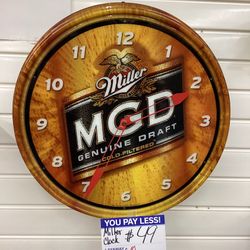 12
11
1
10
2
9
3
8
4
7
5
6
Miller
MGD
GENUINE DRAFT
COLD FILTERED
YOU PAY LESS!
Miller
Clock
# 49